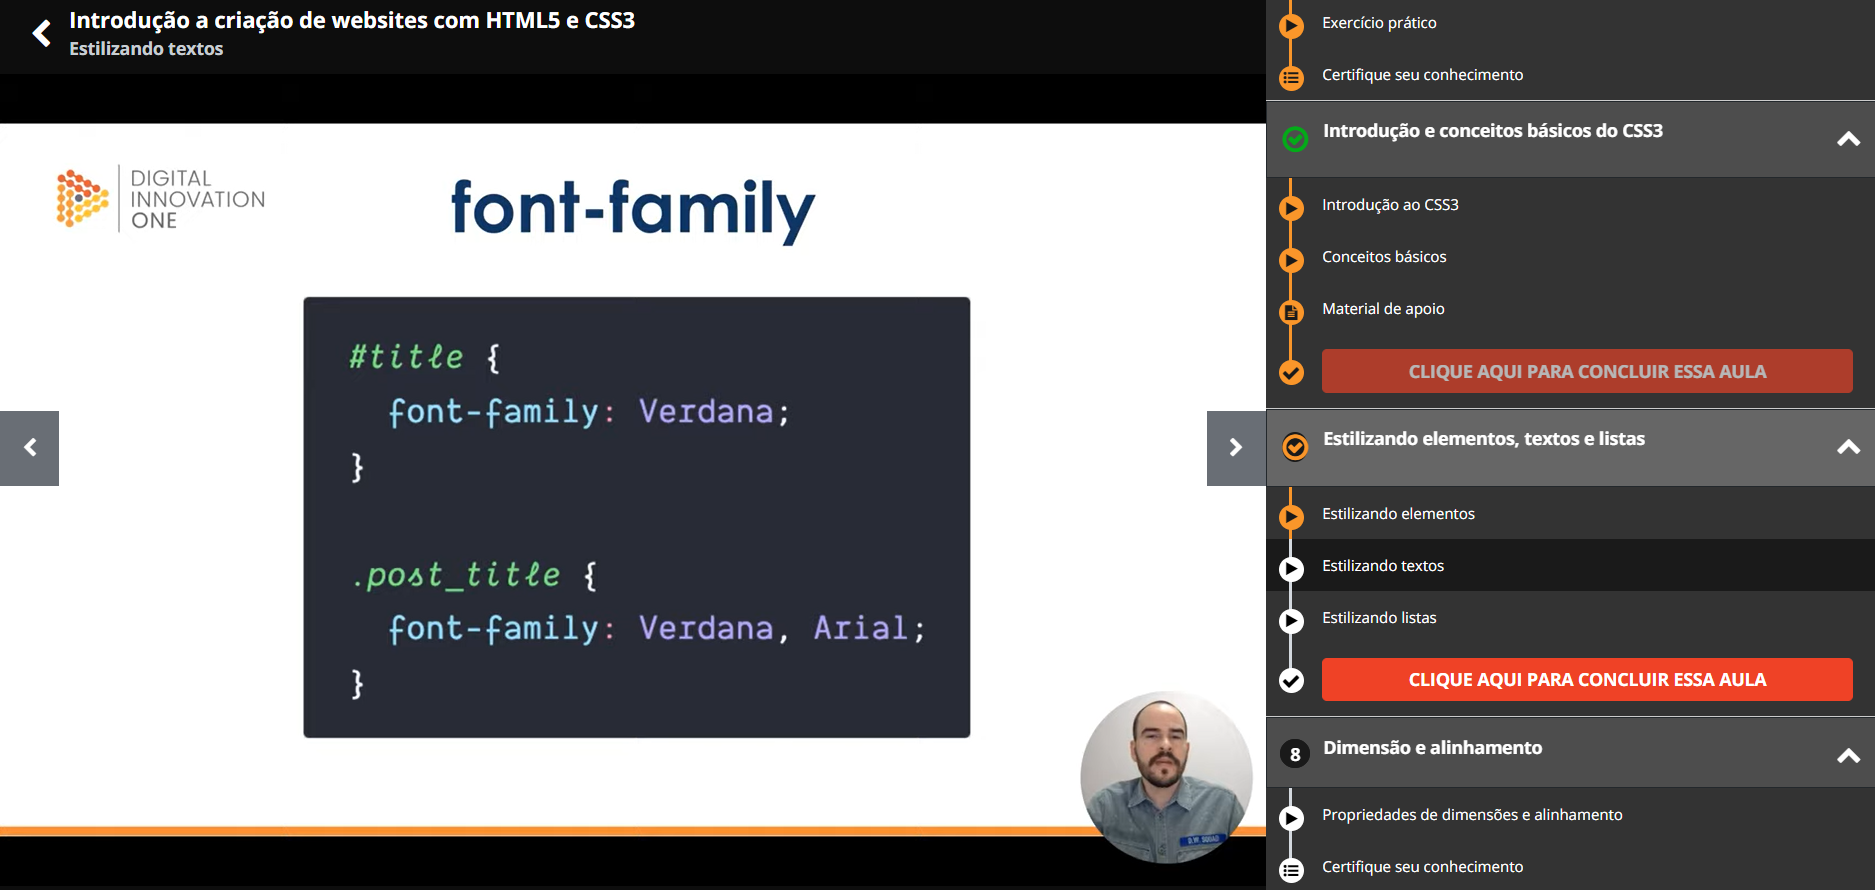 Introdução a criação de websites com HTML5 e CSS3
Estilizando textos
DIGITAL
INNOVATION
ONE
font-family
#title {
font-family: Verdana;
}
.post_title {
font-family: Verdana, Arial;
}
D.W. SQUAD
Exercício prático
Certifique seu conhecimento
Introdução e conceitos básicos do CSS3
Introdução ao CSS3
Conceitos básicos
Material de apoio
CLIQUE AQUI PARA CONCLUIR ESSA AULA
Estilizando elementos, textos e listas
Estilizando elementos
Estilizando textos
Estilizando listas
CLIQUE AQUI PARA CONCLUIR ESSA AULA
8 Dimensão e alinhamento
Propriedades de dimensões e alinhamento
Certifique seu conhecimento